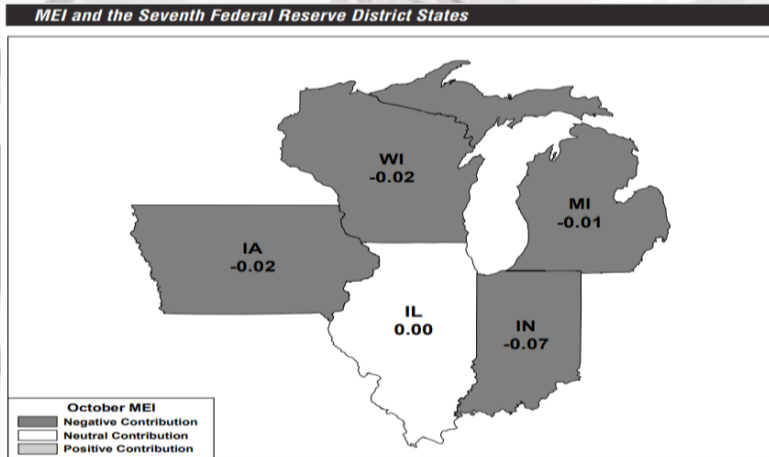 MEI and the Seventh Federal Reserve District States
WI
-0.02
MI
-0.01
IA
-0.02
IL
0.00
IN
-0.07
October MEI
Negative Contribution
Neutral Contribution
Positive Contribution